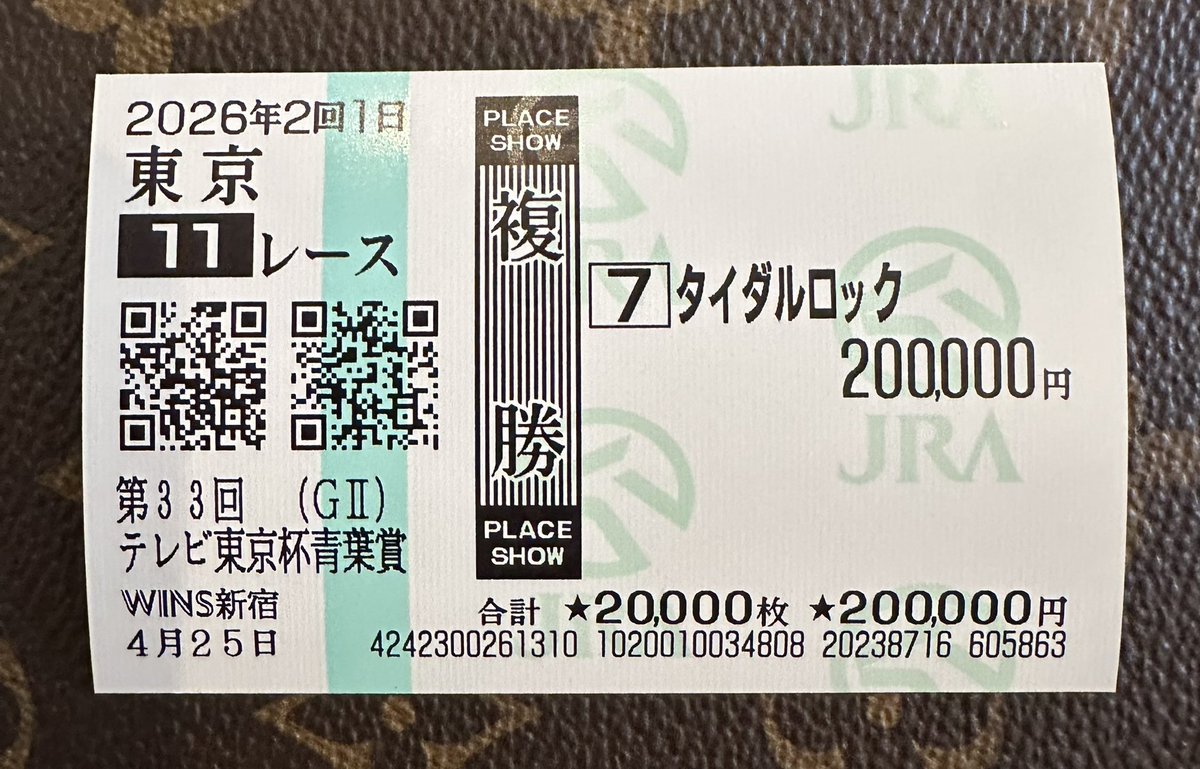 2026年2回1日
東京
11レース
第33回 (GⅡ)
テレビ東京杯青葉賞
WINS新宿
4月25日
PLACE
SHOW
複勝
PLACE
SHOW
7 タイダルロック
200,000円
合計 ★20,000枚 ★200,000円
4242300261310 1020010034808 20238716 605863
JRA
JRA
JRA